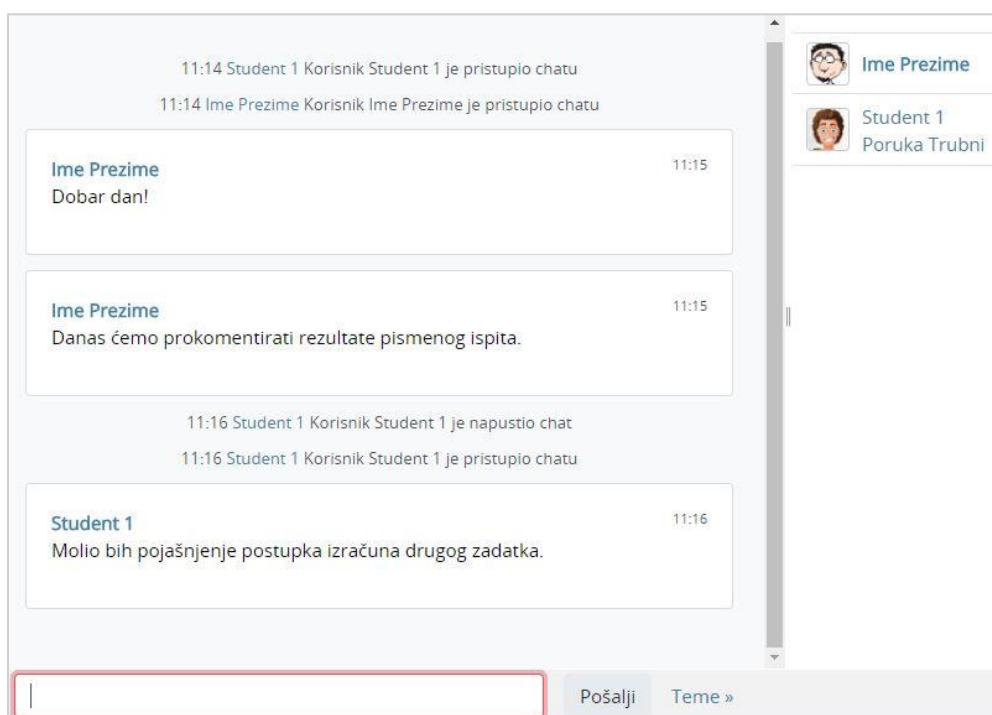 11:14 Student 1 Korisnik Student 1 je pristupio chatu
11:14 Ime Prezime Korisnik Ime Prezime je pristupio chatu
Ime Prezime 11:15
Dobar dan!
Ime Prezime 11:15
Danas ćemo prokomentirati rezultate pismenog ispita.
11:16 Student 1 Korisnik Student 1 je napustio chat
11:16 Student 1 Korisnik Student 1 je pristupio chatu
Student 1 11:16
Molio bih pojašnjenje postupka izračuna drugog zadatka.
Pošalji Teme »
Ime Prezime
Student 1
Poruka Trubni